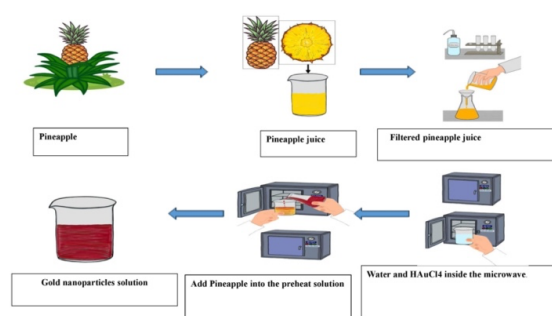 Pineapple
Pineapple juice
Filtered pineapple juice
Gold nanoparticles solution
Add Pineapple into the preheat solution
Water and HAuCl4 inside the microwave